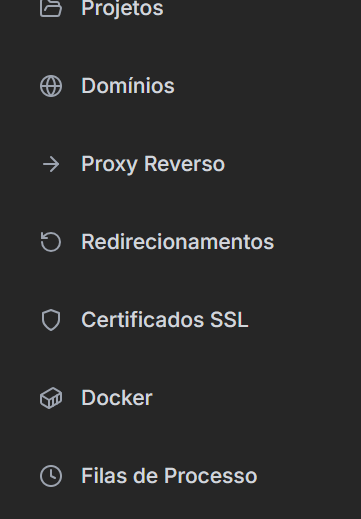 Projetos
Domínios
Proxy Reverso
Redirecionamentos
Certificados SSL
Docker
Filas de Processo